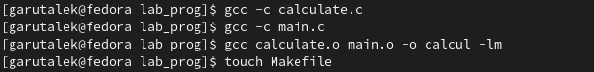 [garutalek@fedora lab_prog]$ gcc -c calculate.c
[garutalek@fedora lab_prog]$ gcc -c main.c
[garutalek@fedora lab_prog]$ gcc calculate.o main.o -o calcul -lm
[garutalek@fedora lab_prog]$ touch Makefile